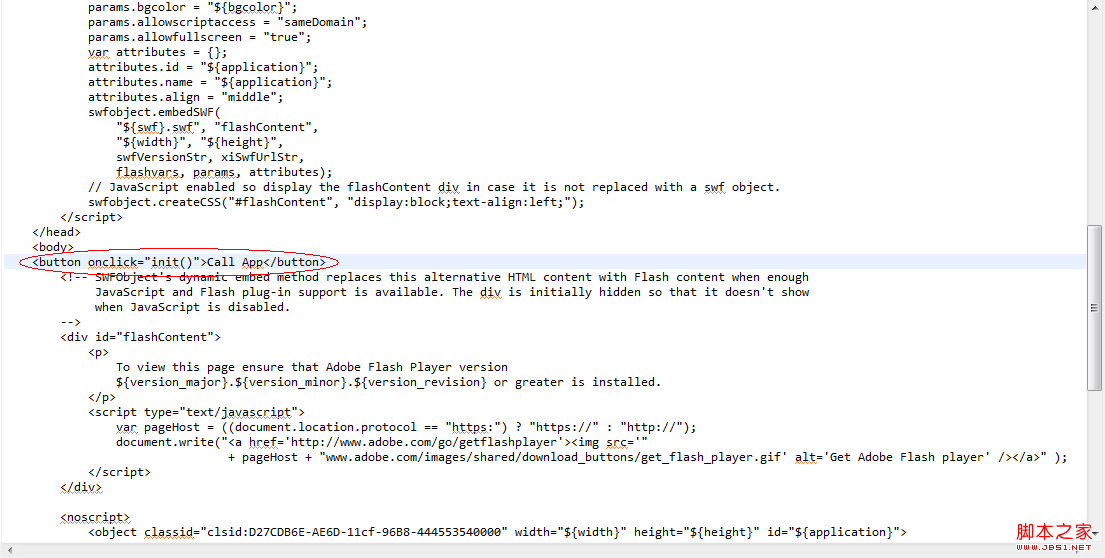 params.bgcolor = "${bgcolor}";
params.allowscriptaccess = "sameDomain";
params.allowfullscreen = "true";
var attributes = {};
attributes.id = "${application}";
attributes.name = "${application}";
attributes.align = "middle";
swfobject.embedSWF(
"${swf}.swf", "flashContent",
"${width}", "${height}",
swfVersionStr, xiSwfUrlStr,
flashvars, params, attributes);
// JavaScript enabled so display the flashContent div in case it is not replaced with a swf object.
swfobject.createCSS("#flashContent", "display:block;text-align:left;");
</script>
</head>
<body>
<button onclick="init()">Call App</button>
<!-- SWFObject's dynamic embed method replaces this alternative HTML content with Flash content when enough
JavaScript and Flash plug-in support is available. The div is initially hidden so that it doesn't show
when JavaScript is disabled.
-->
<div id="flashContent">
<p>
To view this page ensure that Adobe Flash Player version
${version_major}.${version_minor}.${version_revision} or greater is installed.
</p>
<script type="text/javascript">
var pageHost = ((document.location.protocol == "https:") ? "https://" : "http://");
document.write("<a href='http://www.adobe.com/go/getflashplayer'><img src='"
+ pageHost + "www.adobe.com/images/shared/download_buttons/get_flash_player.gif' alt='Get Adobe Flash player' /></a>" );
</script>
</div>
<noscript>
<object classid="clsid:D27CDB6E-AE6D-11cf-96B8-444553540000" width="${width}" height="${height}" id="${application}">
脚本之家
www.jb51.net